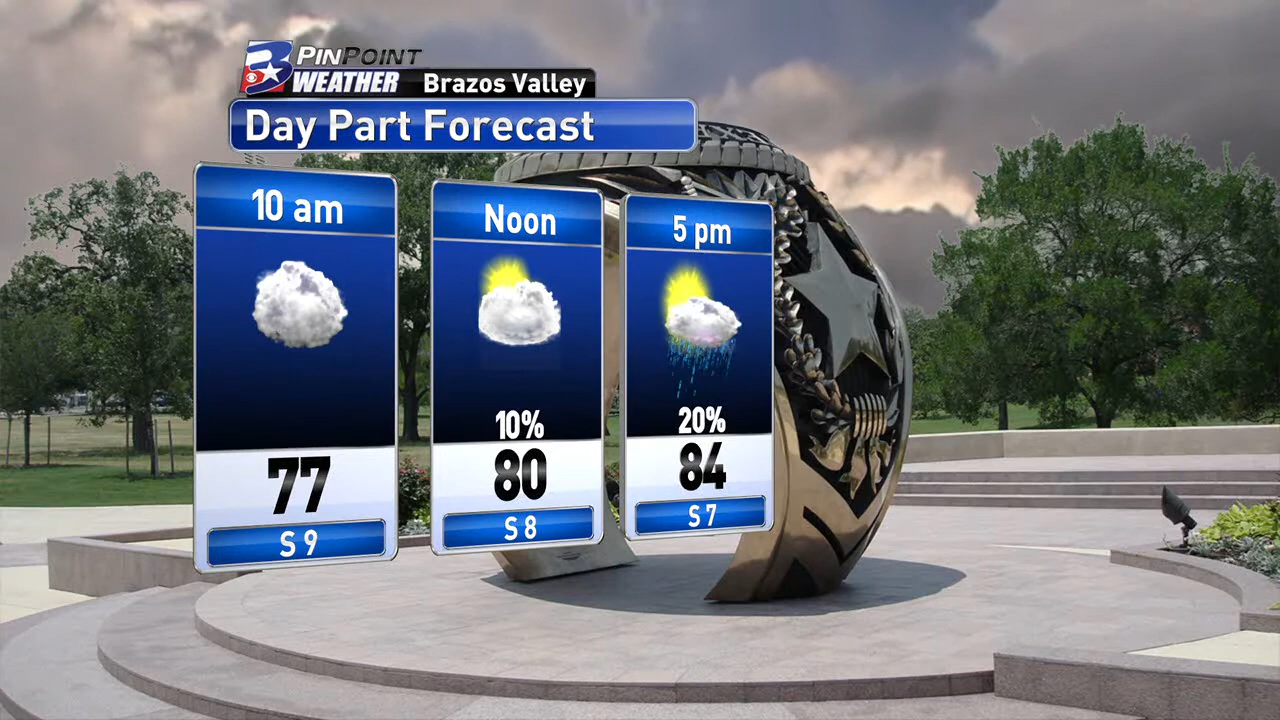 3 PINPOINT
WEATHER Brazos Valley
Day Part Forecast
10 am
77
S 9
Noon
10%
80
S 8
5 pm
20%
84
S 7